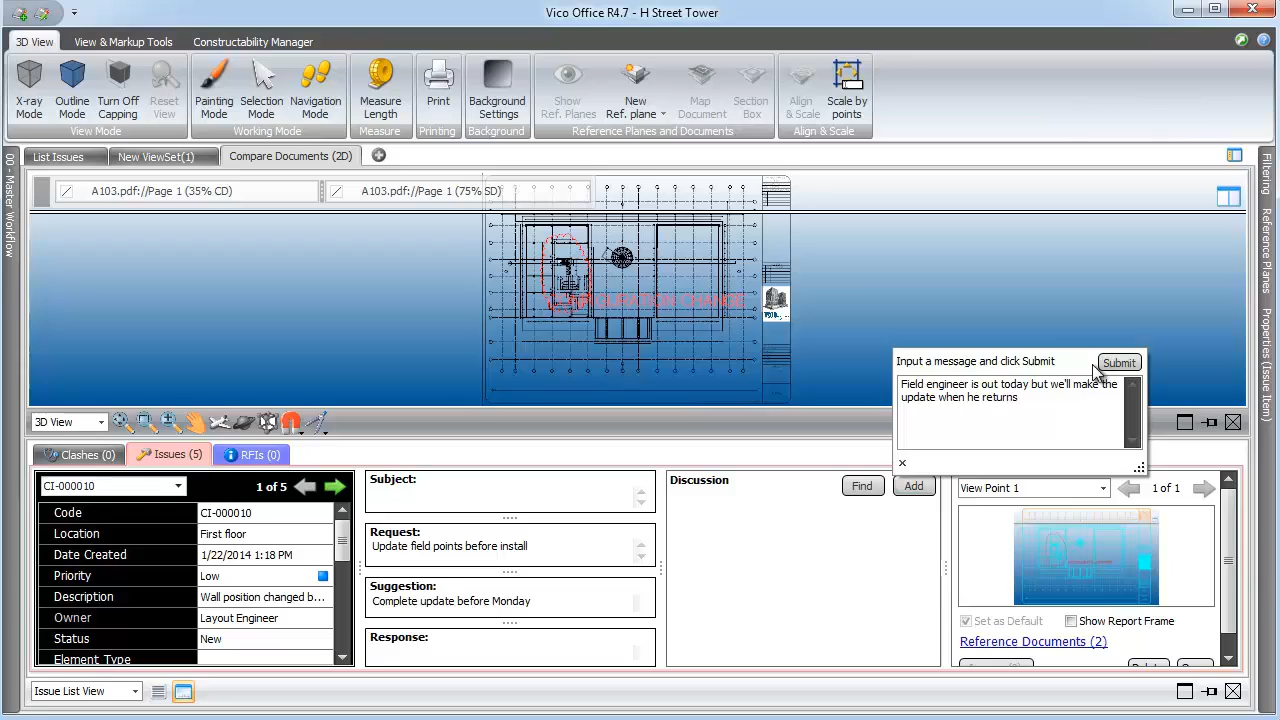 Vico Office R4.7 - H Street Tower
3D View
View & Markup Tools
Constructability Manager
X-ray Mode
Outline Mode
Turn Off Capping
Reset View
Painting Mode
Selection Mode
Navigation Mode
Measure Length
Print
Background Settings
Show Ref. Planes
New Ref. plane
Map Document
Section Box
Align & Scale
Scale by points
View Mode
Working Mode
Measure
Printing
Background
Reference Planes and Documents
Align & Scale
00 - Master Workflow
List Issues
New ViewSet(1)
Compare Documents (2D)
Filtering
Reference Planes
Properties (Issue Item)
A103.pdf://Page 1 (35% CD)
A103.pdf://Page 1 (75% SD)
Input a message and click Submit
Submit
Field engineer is out today but we'll make the
update when he returns
3D View
Clashes (0)
Issues (5)
RFIs (0)
CI-000010
1 of 5
Code CI-000010
Location First floor
Date Created 1/22/2014 1:18 PM
Priority Low
Description Wall position changed b...
Owner Layout Engineer
Status New
Element Type
Subject:
Request:
Update field points before install
Suggestion:
Complete update before Monday
Response:
Discussion
Find
Add
View Point 1
1 of 1
Set as Default
Show Report Frame
Reference Documents (2)
Issue List View